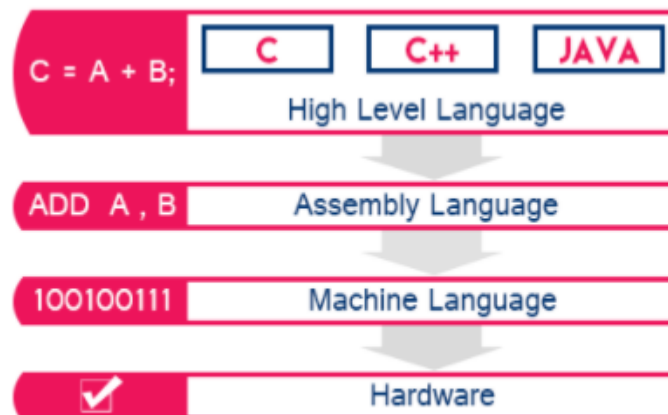 C = A + B;
C C++ JAVA
High Level Language
ADD A , B
Assembly Language
100100111
Machine Language
Hardware